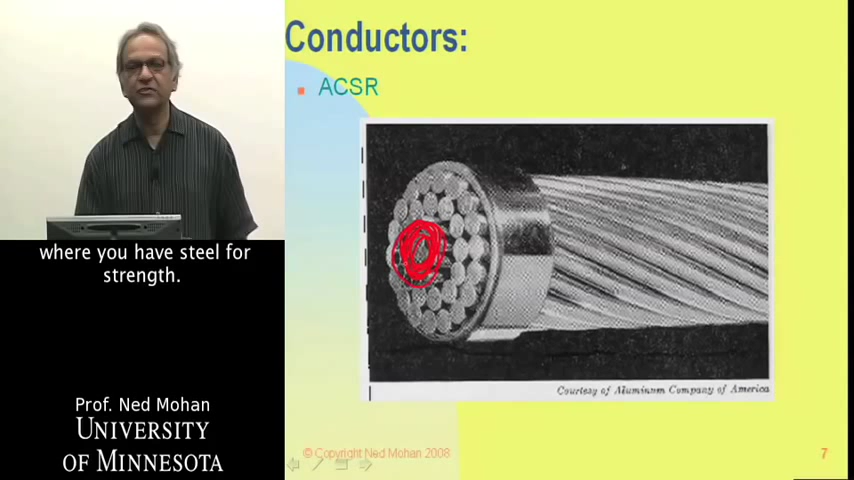 Conductors:
ACSR
where you have steel for
strength.
Courtesy of Aluminum Company of America
Prof. Ned Mohan
UNIVERSITY
OF MINNESOTA
© Copyright Ned Mohan 2008
7